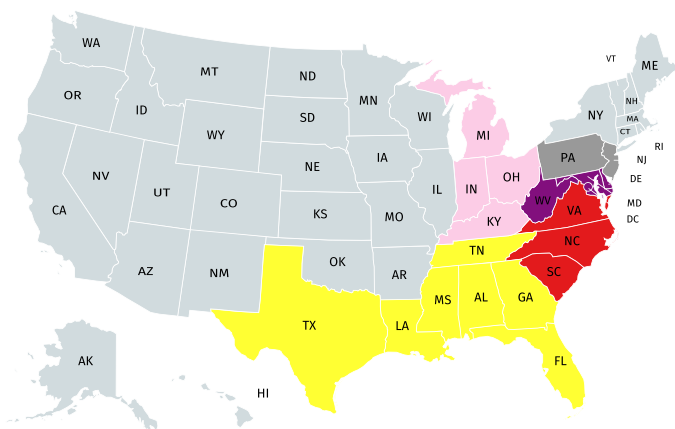 WA
MT
ND
VT
ME
OR
ID
MN
WI
NH
SD
NY
MA
WY
MI
CT
RI
IA
PA
NJ
NE
OH
NV
IN
DE
UT
IL
WV
MD
CO
CA
KS
MO
KY
VA
DC
NC
TN
OK
AZ
NM
AR
SC
MS
AL
GA
TX
LA
AK
FL
HI